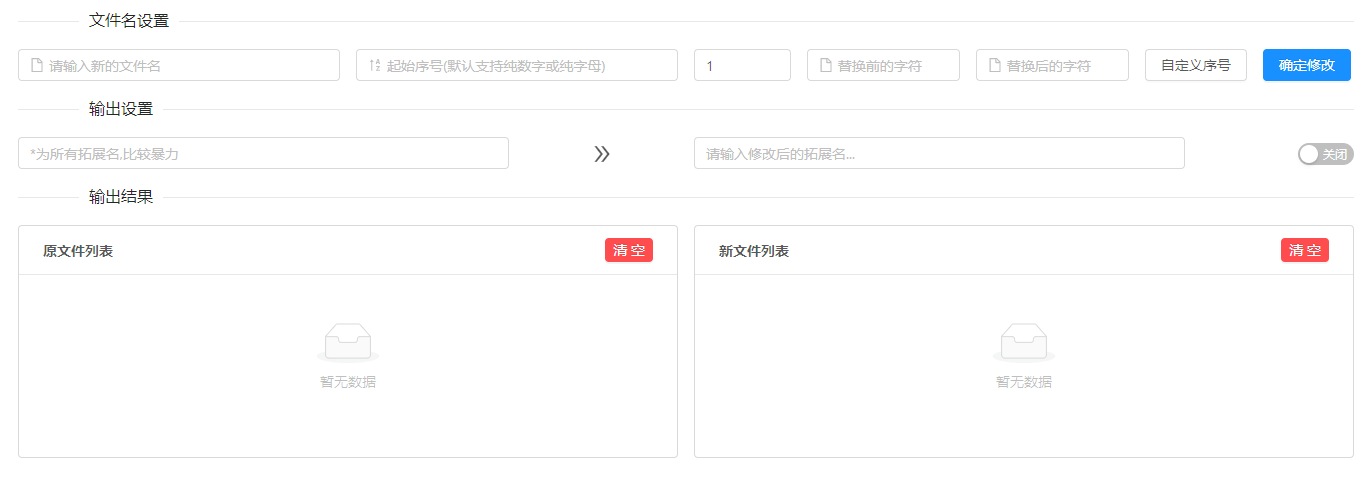 文件名设置
请输入新的文件名
起始序号(默认支持纯数字或纯字母)
1
替换前的字符
替换后的字符
自定义序号
确定修改
输出设置
*为所有拓展名,比较暴力
请输入修改后的拓展名...
关闭
输出结果
原文件列表
清 空
新文件列表
清 空
暂无数据
暂无数据